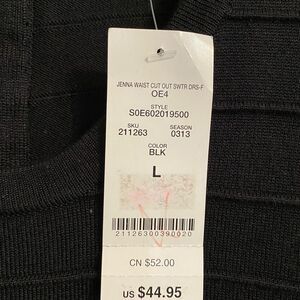 JENNA WAIST CUT OUT SWTR DRS-F
OE4
STYLE
S0E602019500
SKU SEASON
211263 0313
COLOR
BLK
L
21126300390020
CN $52.00
US $44.95